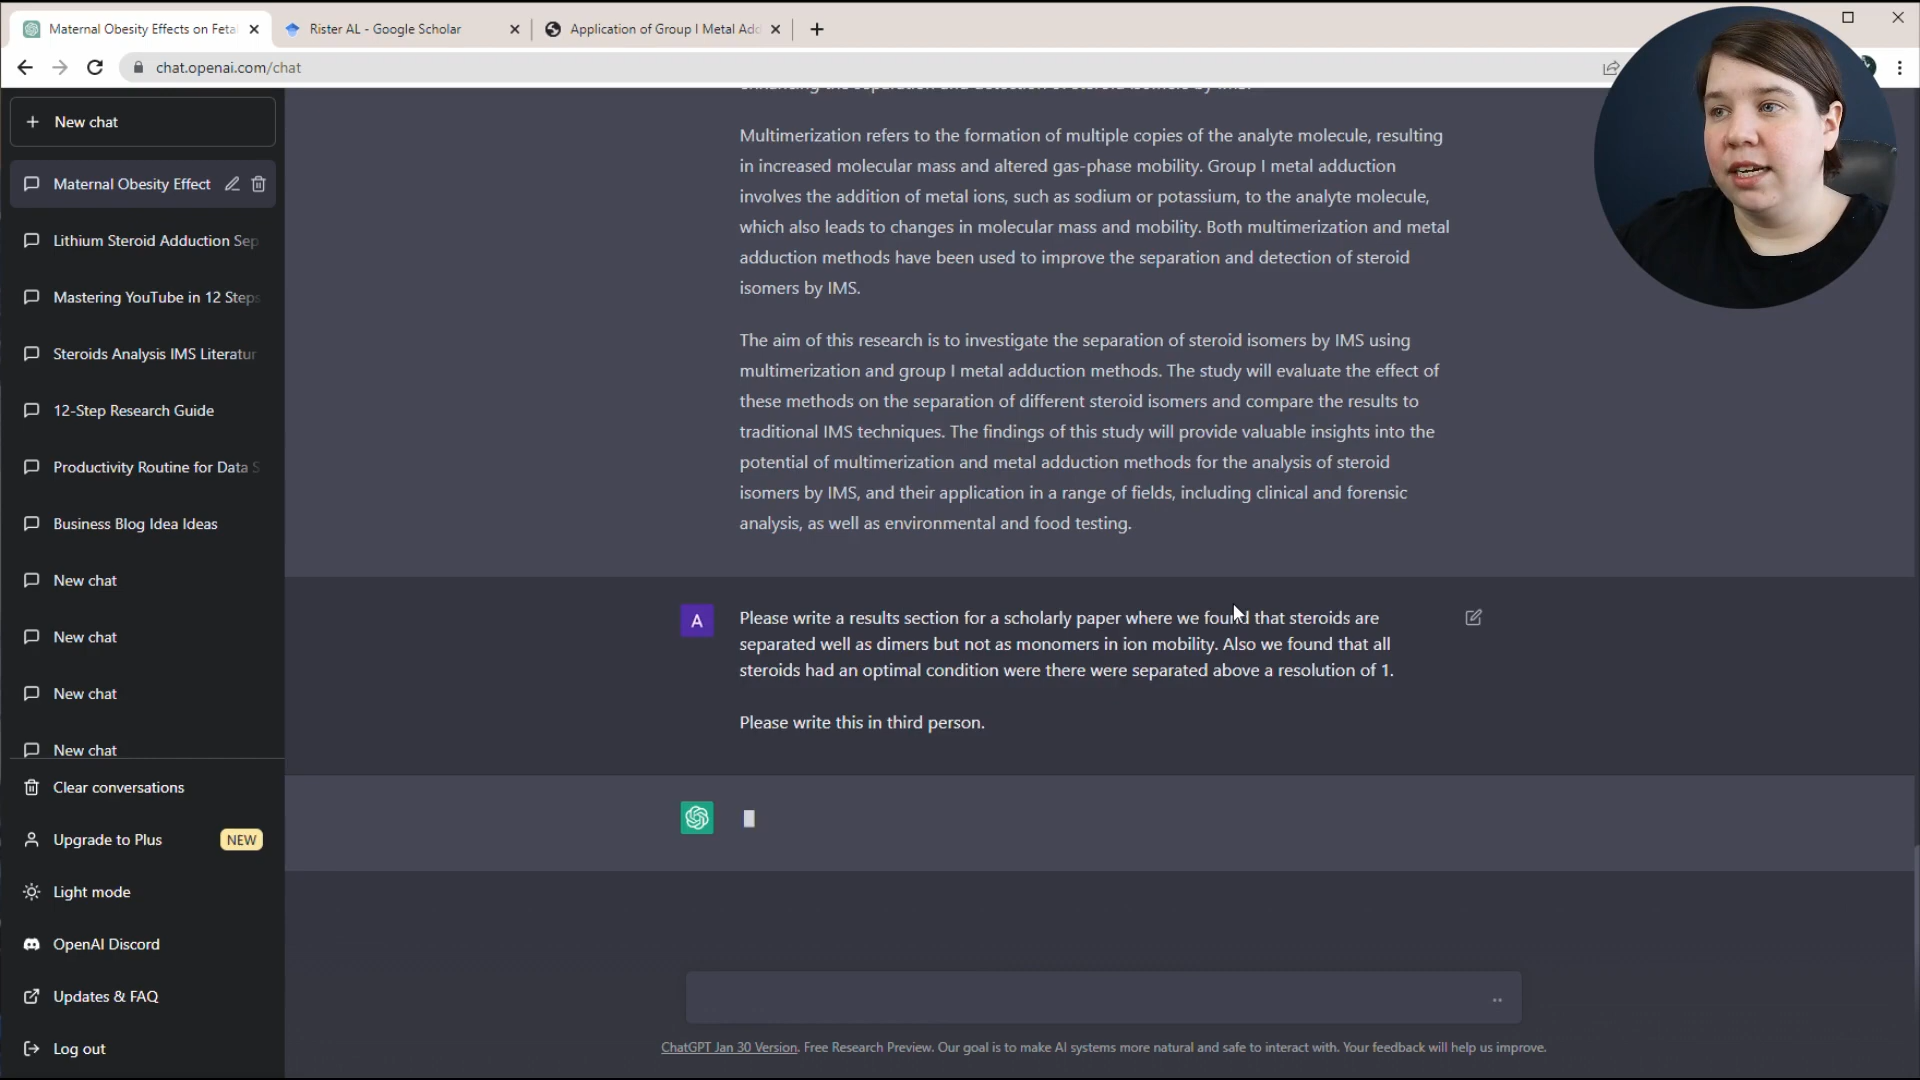 Maternal Obesity Effects on Feta
Rister AL - Google Scholar
Application of Group I Metal Add
chat.openai.com/chat
New chat
Maternal Obesity Effect
Lithium Steroid Adduction Sep
Mastering YouTube in 12 Steps
Steroids Analysis IMS Literatur
12-Step Research Guide
Productivity Routine for Data S
Business Blog Idea Ideas
New chat
New chat
New chat
New chat
Clear conversations
Upgrade to Plus NEW
Light mode
OpenAI Discord
Updates & FAQ
Log out
enhancing the separation and detection of steroid isomers by IMS.
Multimerization refers to the formation of multiple copies of the analyte molecule, resulting
in increased molecular mass and altered gas-phase mobility. Group I metal adduction
involves the addition of metal ions, such as sodium or potassium, to the analyte molecule,
which also leads to changes in molecular mass and mobility. Both multimerization and metal
adduction methods have been used to improve the separation and detection of steroid
isomers by IMS.
The aim of this research is to investigate the separation of steroid isomers by IMS using
multimerization and group I metal adduction methods. The study will evaluate the effect of
these methods on the separation of different steroid isomers and compare the results to
traditional IMS techniques. The findings of this study will provide valuable insights into the
potential of multimerization and metal adduction methods for the analysis of steroid
isomers by IMS, and their application in a range of fields, including clinical and forensic
analysis, as well as environmental and food testing.
A
Please write a results section for a scholarly paper where we found that steroids are
separated well as dimers but not as monomers in ion mobility. Also we found that all
steroids had an optimal condition were there were separated above a resolution of 1.
Please write this in third person.
ChatGPT Jan 30 Version. Free Research Preview. Our goal is to make AI systems more natural and safe to interact with. Your feedback will help us improve.